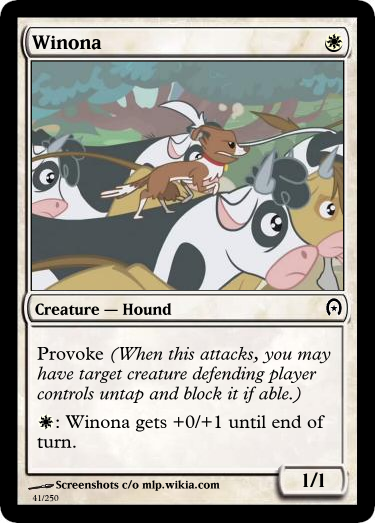 Winona
Creature — Hound
Provoke (When this attacks, you may
have target creature defending player
controls untap and block it if able.)
: Winona gets +0/+1 until end of
turn.
Screenshots c/o mlp.wikia.com
1/1
41/250